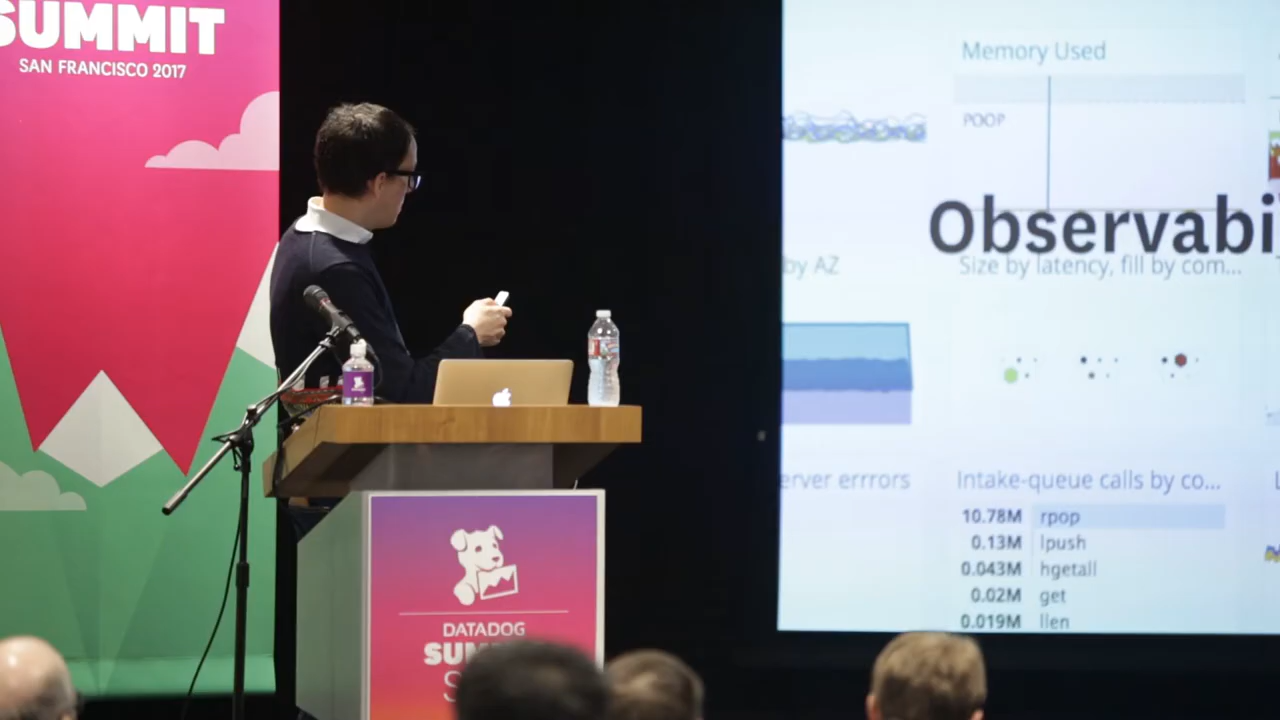 SUMMIT
SAN FRANCISCO 2017
DATADOG
Memory Used
POOP
Observabi
by AZ
Size by latency, fill by com...
erver errrors
Intake-queue calls by co...
10.78M rpop
0.13M lpush
0.043M hgetall
0.02M get
0.019M llen